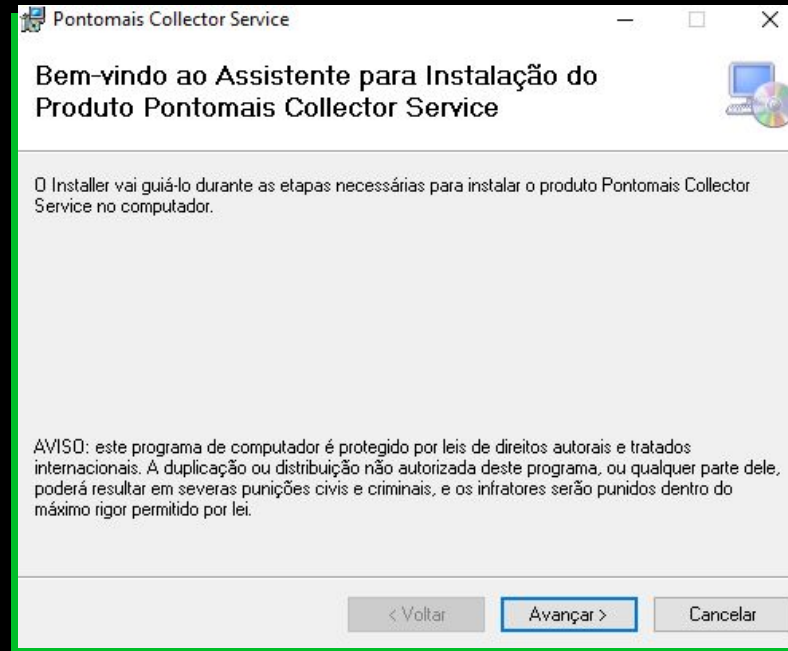 Pontomais Collector Service
Bem-vindo ao Assistente para Instalação do
Produto Pontomais Collector Service
O Installer vai guiá-lo durante as etapas necessárias para instalar o produto Pontomais Collector
Service no computador.
AVISO: este programa de computador é protegido por leis de direitos autorais e tratados
internacionais. A duplicação ou distribuição não autorizada deste programa, ou qualquer parte dele,
poderá resultar em severas punições civis e criminais, e os infratores serão punidos dentro do
máximo rigor permitido por lei.
< Voltar
Avançar >
Cancelar